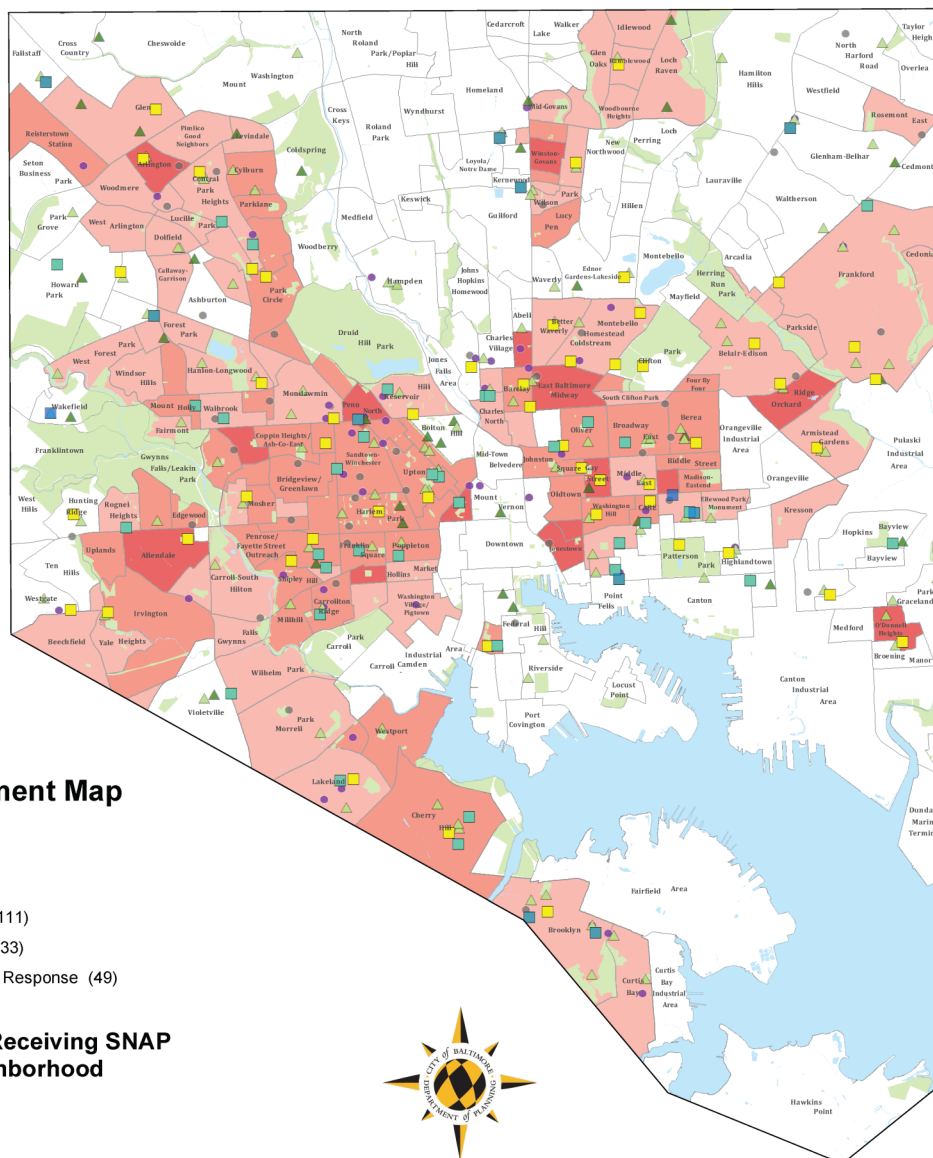 North
Roland
Park/Poplar
Hill
Cedarcroft
Lake
Walker
Idlewood
Taylor
Heigh
Fallstaff
Cross
Country
Cheswolde
Mount
Washington
Glen
Oaks
Ramblewood
Loch
Raven
Hamilton
Hills
North
Harford
Road
Overlea
Homeland
Mid-Govans
Westfield
Glen
Cross
Keys
Wyndhurst
Woodbourne
Heights
Rosemont
East
Reisterstown
Station
Pimlico
Good
Neighbors
Levindale
Roland
Park
New
Northwood
Loch
Perring
Seton
Business
Park
Arlington
Cylburn
Coldspring
Loyola/
Notre Dame
Winston-
Govans
Glenham-Belhar
Cedmont
Woodmere
Central
Park
Heights
Parklane
Kernewood
Lauraville
Keswick
Wilson
Park
Waltherson
Park
Grove
West
Arlington
Lucille
Park
Medfield
Guilford
Lucy
Pen
Hillen
Dolfield
Woodberry
Montebello
Arcadia
Cedonia
Howard
Park
Callaway-
Garrison
Ashburton
Park
Circle
Hampden
Johns
Hopkins
Homewood
Waverly
Ednor
Gardens-Lakeside
Herring
Run
Park
Frankford
Mayfield
Forest
Park
Druid
Hill
Park
Abell
Better
Waverly
Montebello
Parkside
West
Forest
Park
Charles
Village
Homestead
Coldstream
Clifton
Park
Belair-Edison
Windsor
Hills
Hanlon-Longwood
Jones
Falls
Area
Mondawmin
Hill
Reservoir
Barclay
East Baltimore
Midway
Four By
Four
Ridge
Orchard
Wakefield
Mount
Holly
Walbrook
Penn
North
South Clifton Park
Fairmont
Charles
North
Oliver
Broadway
East
Berea
Orangeville
Industrial
Area
Armistead
Gardens
Pulaski
Industrial
Area
Franklintown
Gwynns
Falls/Leakin
Park
Coppin Heights/
Ash-Co-East
Bolton
Hill
Sandtown-
Winchester
Mid-Town
Belvedere
Johnston
Square
Gay
Street
Middle
East
Biddle
Street
Orangeville
West
Hills
Hunting
Ridge
Rognel
Heights
Bridgeview/
Greenlawn
Upton
Madison-
Eastend
Mosher
Mount
Vernon
Oldtown
CARE
Ellwood Park/
Monument
Kresson
Edgewood
Harlem
Park
Washington
Hill
Hopkins
Bayview
Uplands
Allendale
Penrose/
Fayette Street
Outreach
Franklin
Square
Poppleton
Downtown
Jonestown
Patterson
Park
Highlandtown
Bayview
Ten
Hills
Carroll-South
Hilton
Shipley
Hill
Hollins
Market
Point
Fells
Canton
Park
Graceland
Westgate
Irvington
Carrollton
Ridge
Washington
Village/
Pigtown
Federal
Hill
Medford
O'Donnell
Heights
Millhill
Beechfield
Yale
Heights
Falls
Gwynns
Park
Carroll
Industrial
Camden
Area
Carroll
Riverside
Broening
Manor
Wilhelm
Park
Locust
Point
Canton
Industrial
Area
Violetville
Park
Morrell
Westport
Port
Covington
ment Map
Lakeland
Cherry
Hill
Dunda
Marin
Termin
111)
33)
Response (49)
Fairfield Area
Brooklyn
Curtis
Bay
Curtis
Bay
Industrial
Area
Receiving SNAP
hborhood
CITY of BALTIMORE
DEPARTMENT of PLANNING
Hawkins
Point